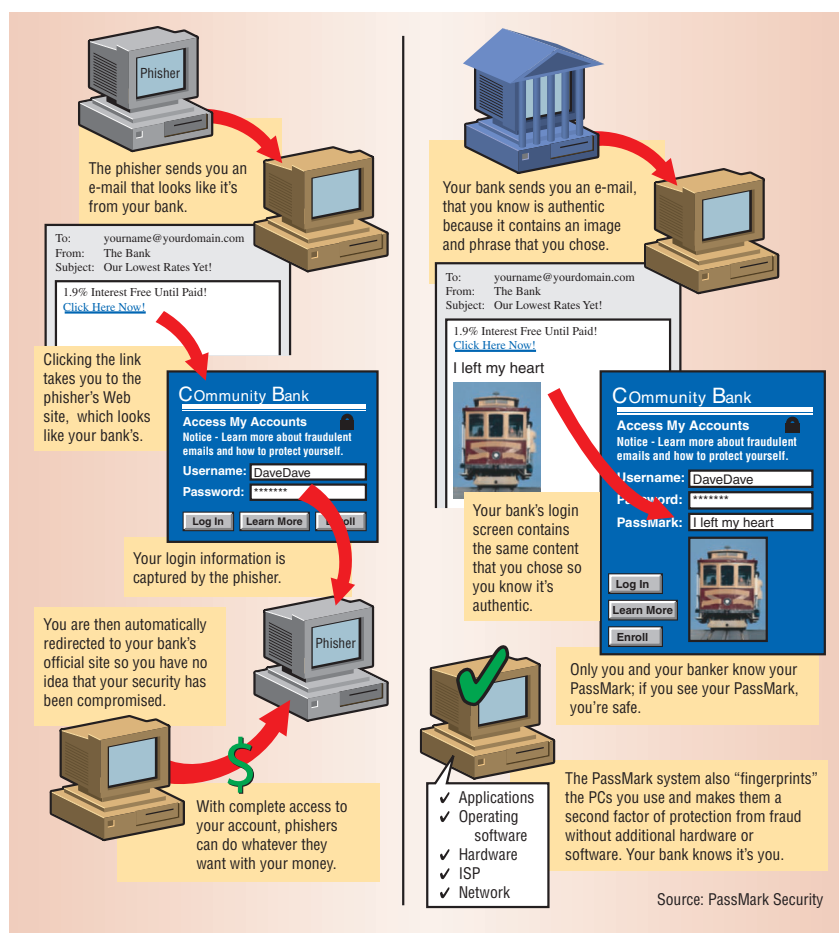 Phisher
The phisher sends you an
e-mail that looks like it's
from your bank.
To: yourname@yourdomain.com
From: The Bank
Subject: Our Lowest Rates Yet!
1.9% Interest Free Until Paid!
Click Here Now!
Clicking the link
takes you to the
phisher's Web
site, which looks
like your bank's.
COmmunity Bank
Access My Accounts
Notice - Learn more about fraudulent
emails and how to protect yourself.
Username: DaveDave
Password: *******
Log In Learn More Enroll
Your login information is
captured by the phisher.
You are then automatically
redirected to your bank's
official site so you have no
idea that your security has
been compromised.
Phisher
$
With complete access to
your account, phishers
can do whatever they
want with your money.
Your bank sends you an e-mail,
that you know is authentic
because it contains an image
and phrase that you chose.
To: yourname@yourdomain.com
From: The Bank
Subject: Our Lowest Rates Yet!
1.9% Interest Free Until Paid!
Click Here Now!
I left my heart
COmmunity Bank
Access My Accounts
Notice - Learn more about fraudulent
emails and how to protect yourself.
Username: DaveDave
Password: *******
PassMark: I left my heart
Log In
Learn More
Enroll
Your bank's login
screen contains
the same content
that you chose so
you know it's
authentic.
Only you and your banker know your
PassMark; if you see your PassMark,
you're safe.
✓ Applications
✓ Operating
software
✓ Hardware
✓ ISP
✓ Network
The PassMark system also “fingerprints”
the PCs you use and makes them a
second factor of protection from fraud
without additional hardware or
software. Your bank knows it's you.
Source: PassMark Security